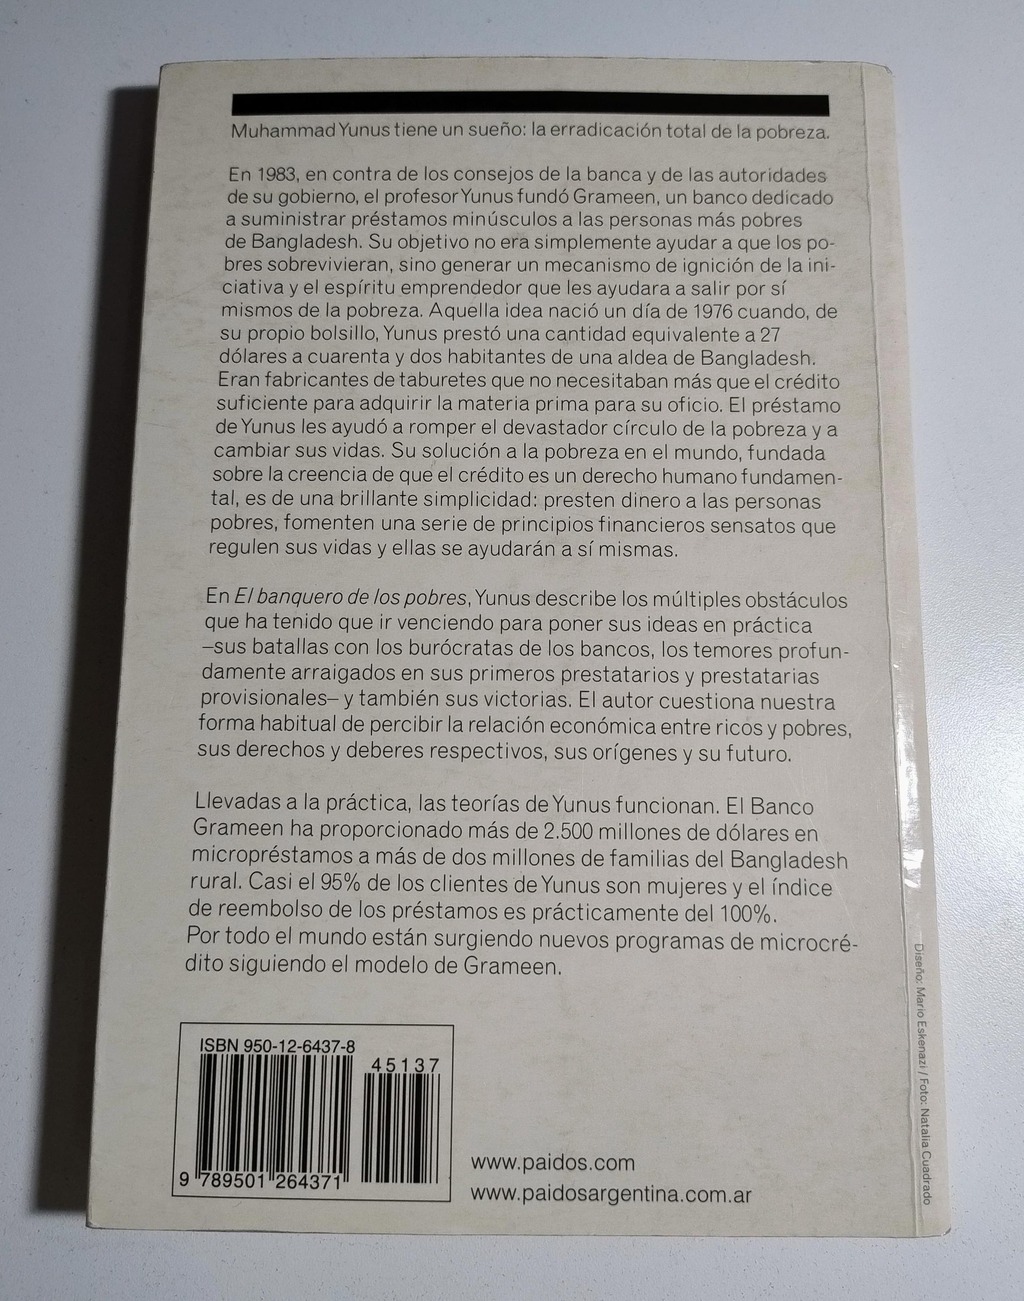 Muhammad Yunus tiene un sueño: la erradicación total de la pobreza.
En 1983, en contra de los consejos de la banca y de las autoridades
de su gobierno, el profesor Yunus fundó Grameen, un banco dedicado
a suministrar préstamos minúsculos a las personas más pobres
de Bangladesh. Su objetivo no era simplemente ayudar a que los po-
bres sobrevivieran, sino generar un mecanismo de ignición de la ini-
ciativa y el espíritu emprendedor que les ayudara a salir por sí
mismos de la pobreza. Aquella idea nació un día de 1976 cuando, de
su propio bolsillo, Yunus prestó una cantidad equivalente a 27
dólares a cuarenta y dos habitantes de una aldea de Bangladesh.
Eran fabricantes de taburetes que no necesitaban más que el crédito
suficiente para adquirir la materia prima para su oficio. El préstamo
de Yunus les ayudó a romper el devastador círculo de la pobreza y a
cambiar sus vidas. Su solución a la pobreza en el mundo, fundada
sobre la creencia de que el crédito es un derecho humano fundamen-
tal, es de una brillante simplicidad: presten dinero a las personas
pobres, fomenten una serie de principios financieros sensatos que
regulen sus vidas y ellas se ayudarán a sí mismas.
En El banquero de los pobres, Yunus describe los múltiples obstáculos
que ha tenido que ir venciendo para poner sus ideas en práctica
–sus batallas con los burócratas de los bancos, los temores profun-
damente arraigados en sus primeros prestatarios y prestatarias
provisionales– y también sus victorias. El autor cuestiona nuestra
forma habitual de percibir la relación económica entre ricos y pobres,
sus derechos y deberes respectivos, sus orígenes y su futuro.
Llevadas a la práctica, las teorías de Yunus funcionan. El Banco
Grameen ha proporcionado más de 2.500 millones de dólares en
micropréstamos a más de dos millones de familias del Bangladesh
rural. Casi el 95% de los clientes de Yunus son mujeres y el índice
de reembolso de los préstamos es prácticamente del 100%.
Por todo el mundo están surgiendo nuevos programas de microcré-
dito siguiendo el modelo de Grameen.
ISBN 950-12-6437-8
45137
9 789501 264371
www.paidos.com
www.paidosargentina.com.ar
Diseño: Mario Eskenazi / Foto: Natalia Cuadrado